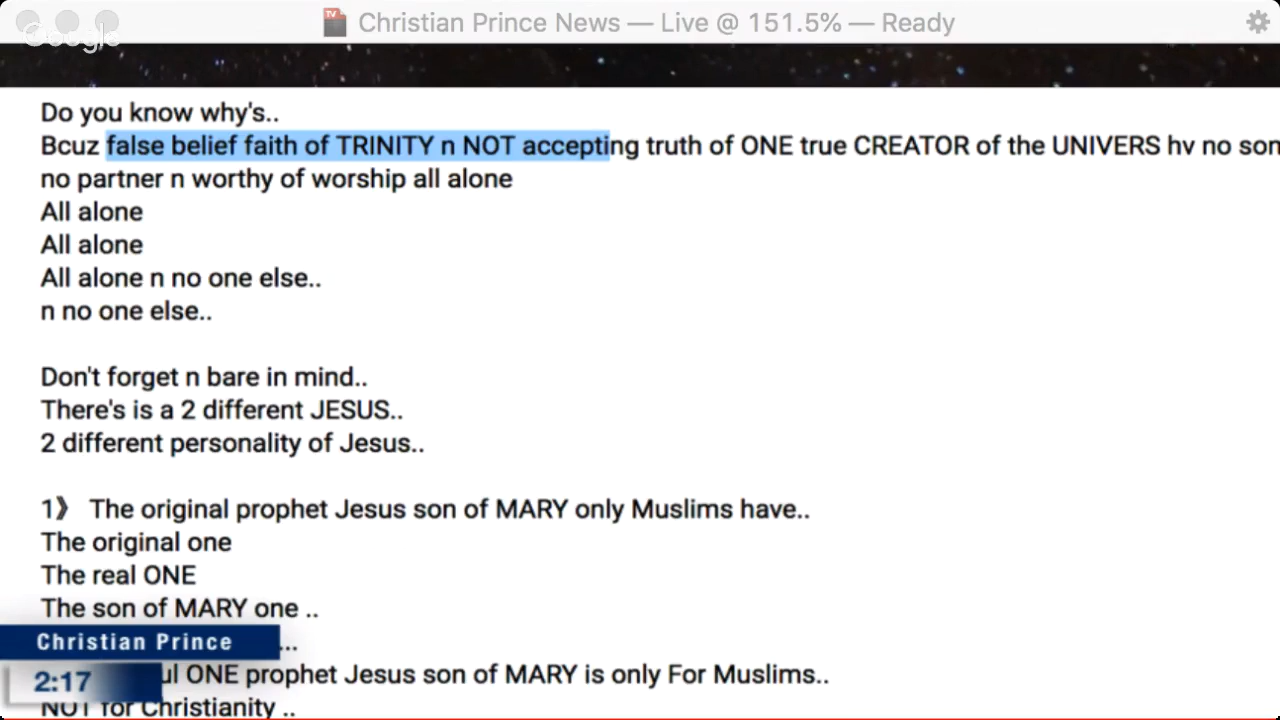 Google
Christian Prince News — Live @ 151.5% — Ready
Do you know why's..
Bcuz false belief faith of TRINITY n NOT accepting truth of ONE true CREATOR of the UNIVERS hv no son
no partner n worthy of worship all alone
All alone
All alone
All alone n no one else..
n no one else..
Don't forget n bare in mind..
There's is a 2 different JESUS..
2 different personality of Jesus..
1》 The original prophet Jesus son of MARY only Muslims have..
The original one
The real ONE
The son of MARY one ..
Christian Prince
...
2:17
ul ONE prophet Jesus son of MARY is only For Muslims..
NOT for Christianity ..